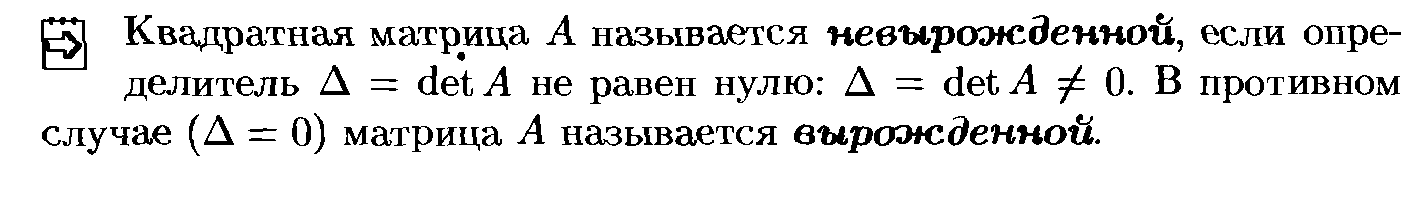 Квадратная матрица A называется невырожденной, если опре-
делитель Δ = det A не равен нулю: Δ = det A ≠ 0. В противном
случае (Δ = 0) матрица A называется вырожденной.